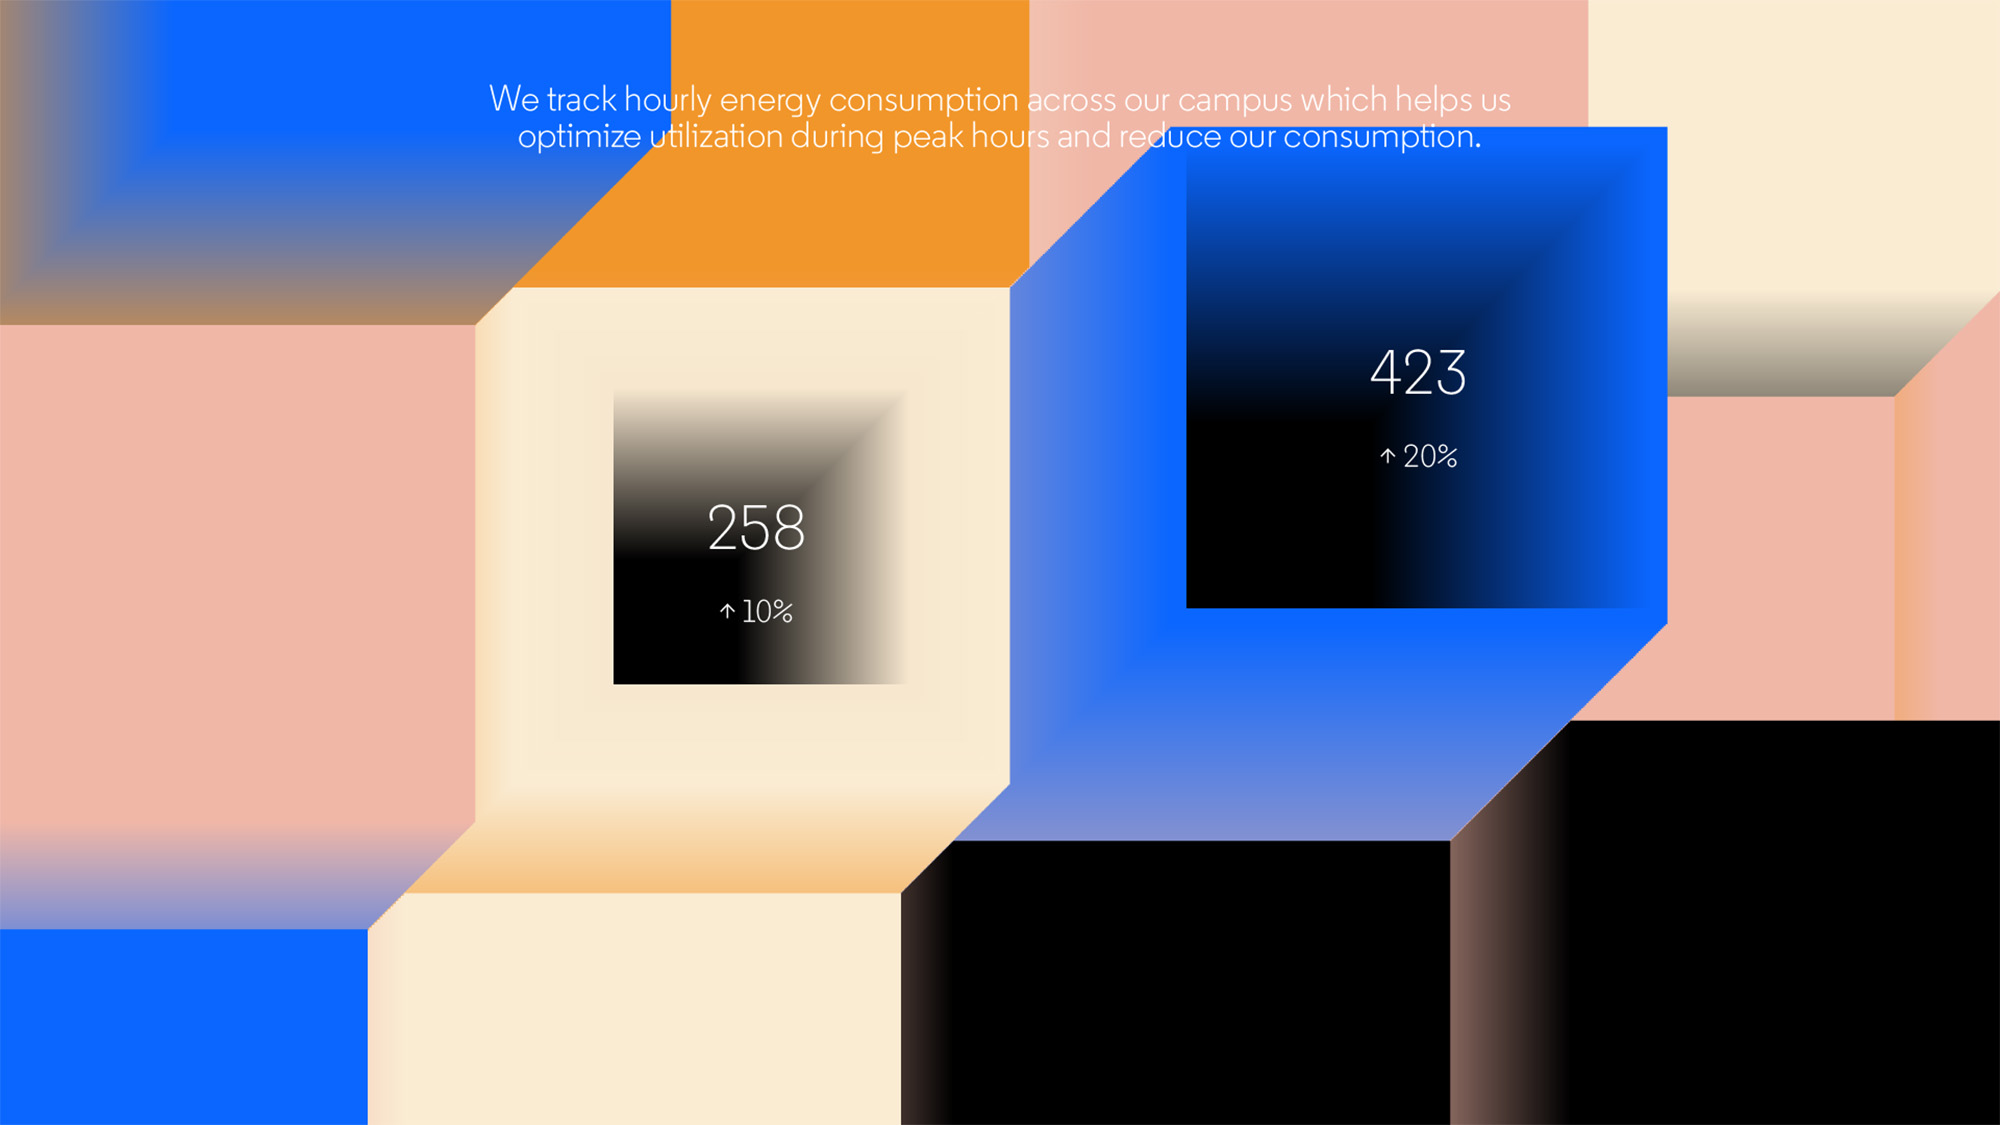 We track hourly energy consumption across our campus which helps us
optimize utilization during peak hours and reduce our consumption.
423
↑ 20%
258
↑ 10%